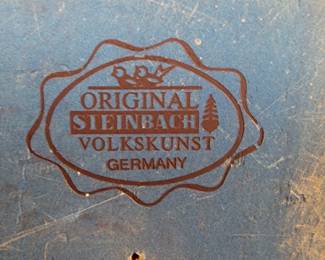 ORIGINAL
STEINBACH
VOLKSKUNST
GERMANY